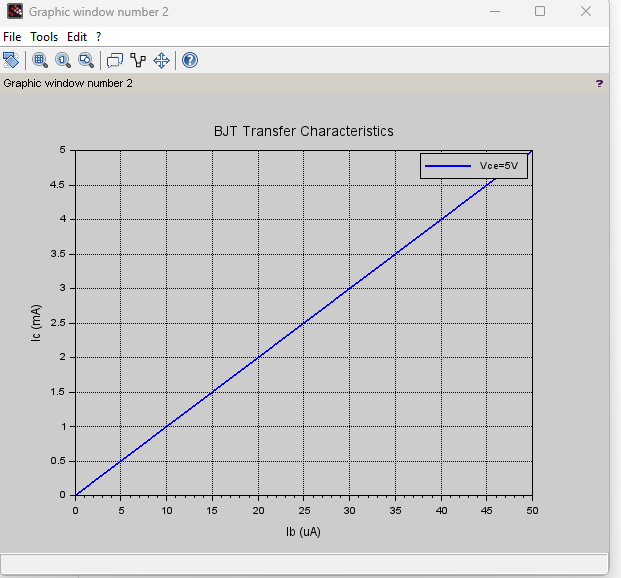 Graphic window number 2
File Tools Edit ?
Graphic window number 2 ?
BJT Transfer Characteristics
Vce=5V
5
4.5
4
3.5
3
2.5
2
1.5
1
0.5
0
Ic (mA)
0 5 10 15 20 25 30 35 40 45 50
Ib (uA)